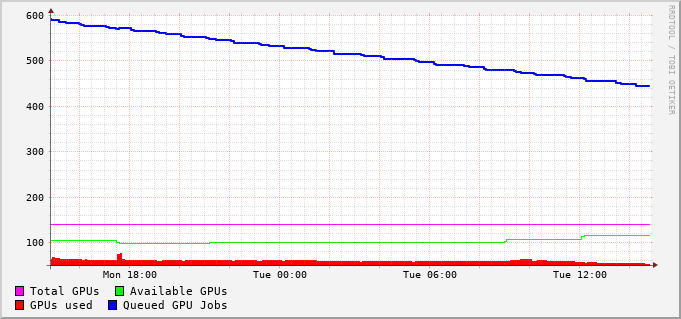 600
500
400
300
200
100
Mon 18:00 Tue 00:00 Tue 06:00 Tue 12:00
Total GPUs Available GPUs
GPUs used Queued GPU Jobs
RRDTOOL / TOBI OETIKER